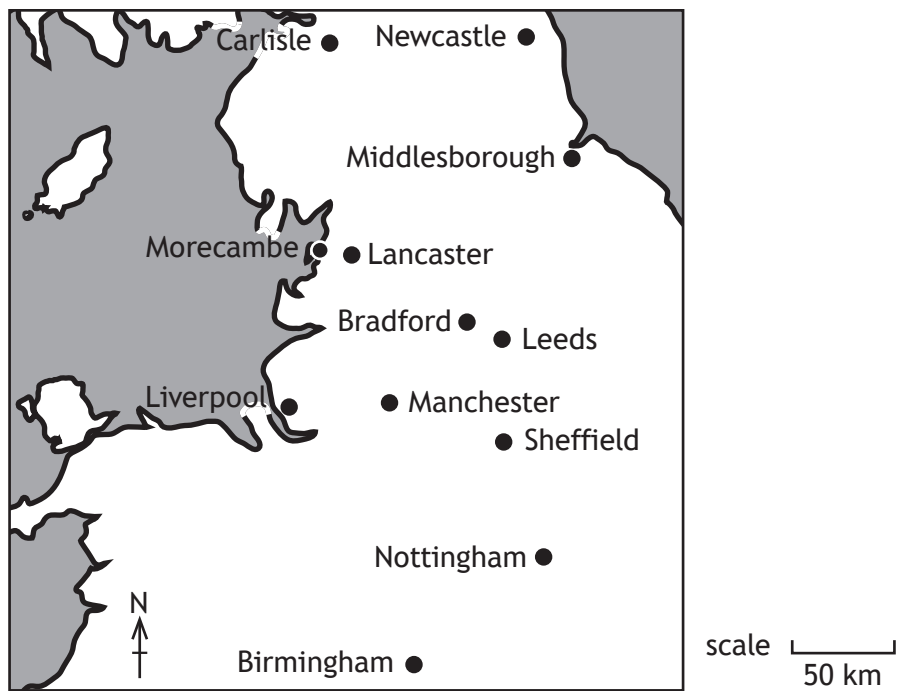 Carlisle
Newcastle
Middlesborough
Morecambe
Lancaster
Bradford
Leeds
Liverpool
Manchester
Sheffield
Nottingham
N
Birmingham
scale
50 km